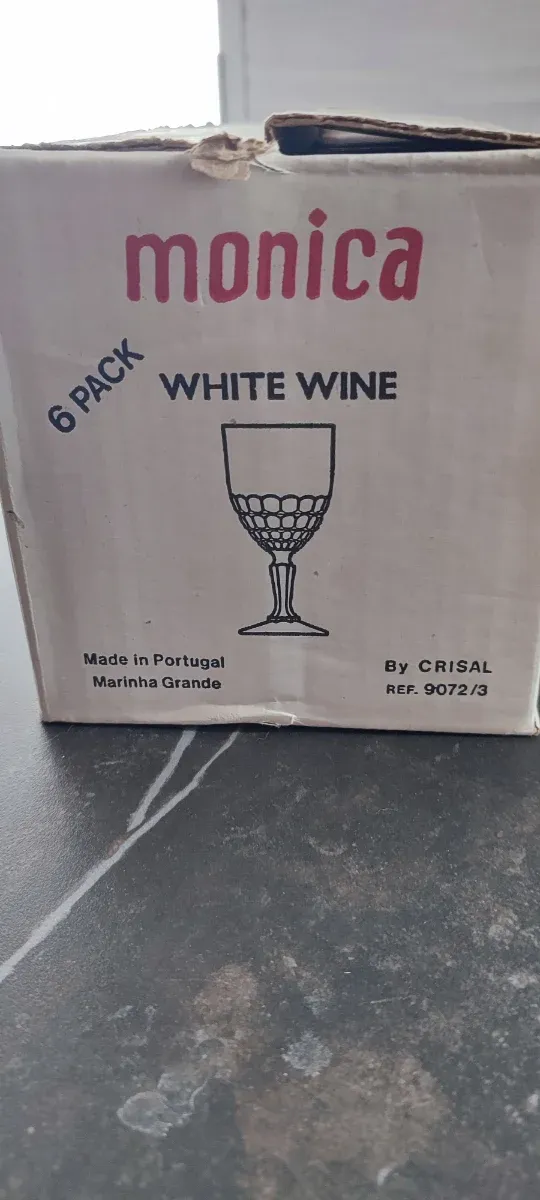 monica
6 PACK
WHITE WINE
Made in Portugal
Marinha Grande
By CRISAL
REF. 9072/3